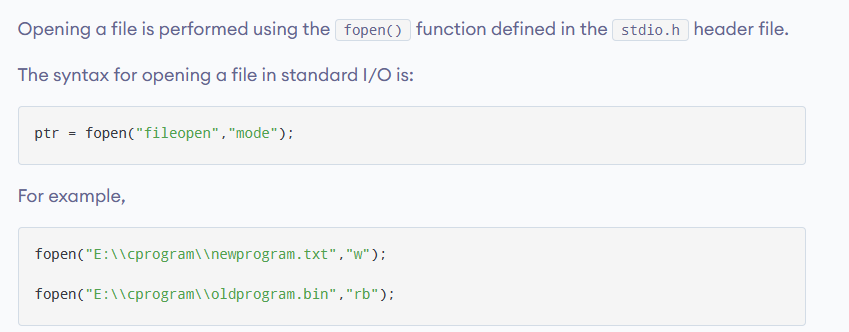 Opening a file is performed using the fopen() function defined in the stdio.h header file.
The syntax for opening a file in standard I/O is:
ptr = fopen("fileopen","mode");
For example,
fopen("E:\\cprogram\\newprogram.txt","w");
fopen("E:\\cprogram\\oldprogram.bin","rb");